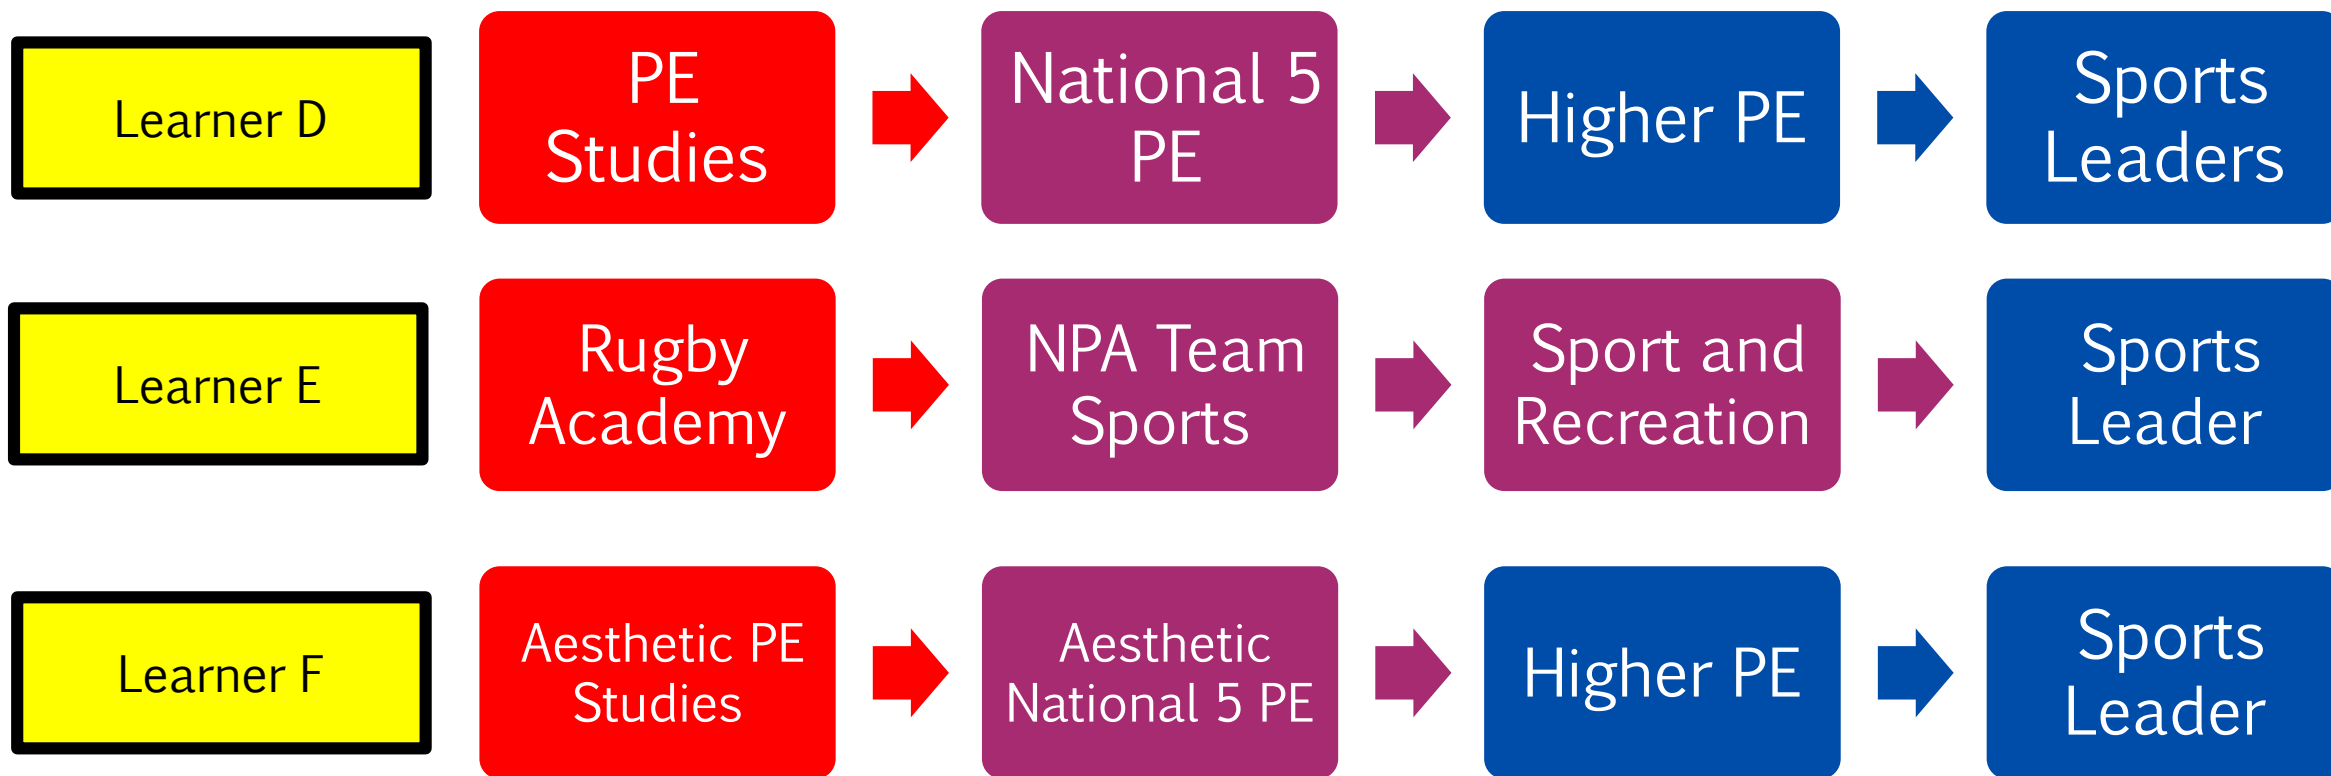 Learner D
PE
Studies
National 5
PE
Higher PE
Sports
Leaders
Learner E
Rugby
Academy
NPA Team
Sports
Sport and
Recreation
Sports
Leader
Learner F
Aesthetic PE
Studies
Aesthetic
National 5 PE
Higher PE
Sports
Leader